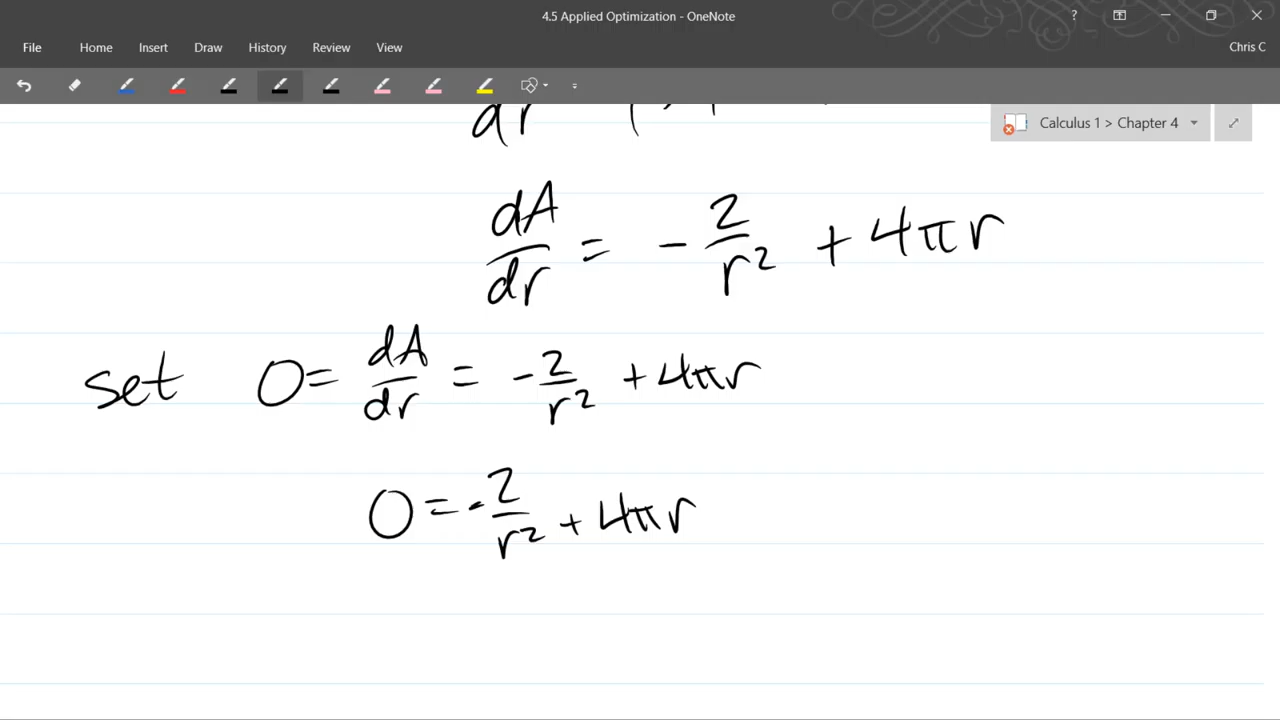 4.5 Applied Optimization - OneNote
?
File Home Insert Draw History Review View
Chris C
Calculus 1 > Chapter 4
dr
dA/dr = - 2/r² + 4πr
set 0 = dA/dr = - 2/r² + 4πr
0 = - 2/r² + 4πr